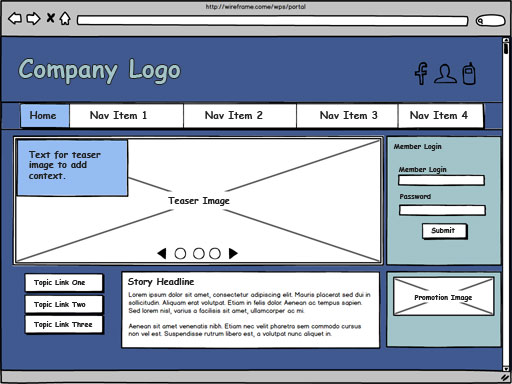 http://wireframe.come/wps/portal
Company Logo
Home
Nav Item 1
Nav Item 2
Nav Item 3
Nav Item 4
Text for teaser
image to add
context.
Teaser Image
Member Login
Member Login
Password
Submit
Topic Link One
Topic Link Two
Topic Link Three
Story Headline
Lorem ipsum dolor sit amet, consectetur adipiscing elit. Mauris placerat sed dui in
sollicitudin. Aliquam erat volutpat. Etiam in felis dolor. Aenean ac tempus sapien.
Sed lorem nisl, varius a facilisis sit amet, ullamcorper ac mi.
Aenean sit amet venenatis nibh. Etiam nec velit pharetra sem commodo cursus
non vel est. Suspendisse rutrum libero est, a volutpat nunc aliquet in.
Promotion Image